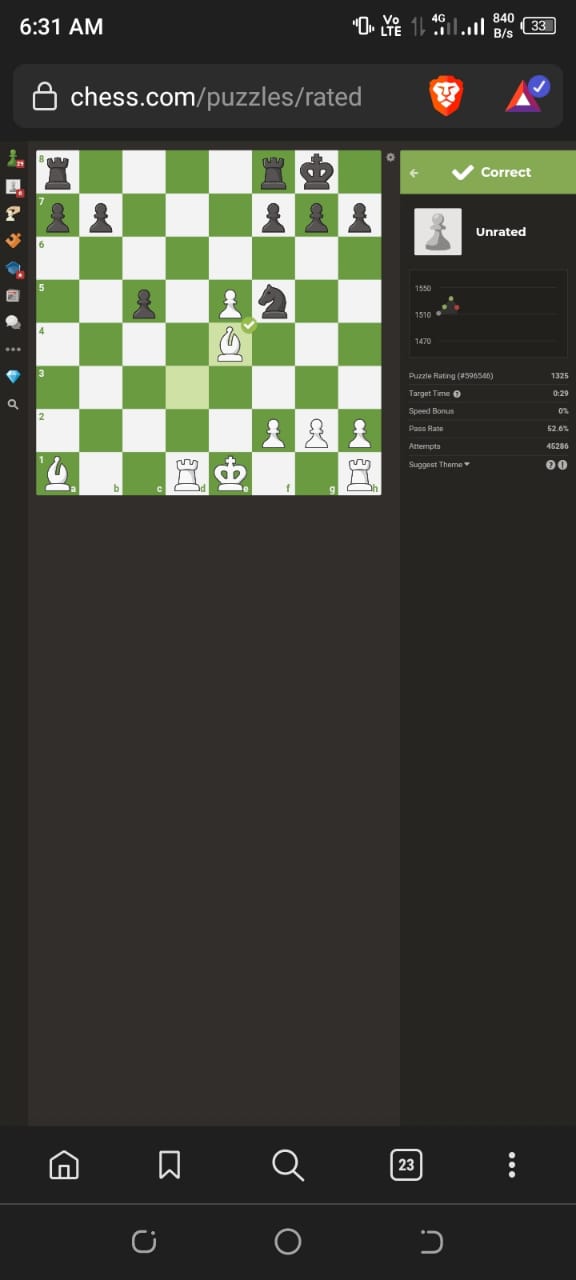 6:31 AM
Vo
LTE
4G
840
B/s
33
chess.com/puzzles/rated
8
7
6
5
4
3
2
1
a
b
c
d
e
f
g
h
Correct
Unrated
1550
1510
1470
Puzzle Rating (#596546) 1325
Target Time ? 0:29
Speed Bonus 0%
Pass Rate 52.6%
Attempts 45286
Suggest Theme ? !
23